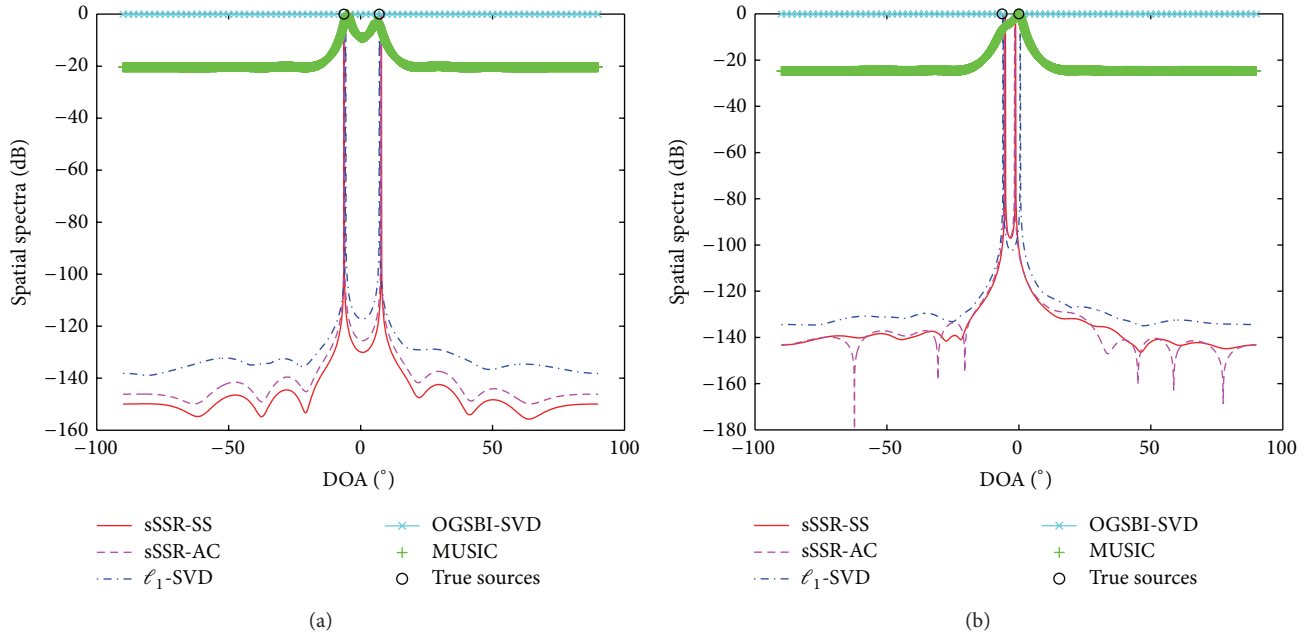 0
−20
−40
−60
−80
−100
−120
−140
−160
−100
−50
0
50
100
Spatial spectra (dB)
DOA (°)
sSSR-SS
sSSR-AC
ℓ1-SVD
OGSBI-SVD
MUSIC
True sources
(a)
0
−20
−40
−60
−80
−100
−120
−140
−160
−180
−100
−50
0
50
100
Spatial spectra (dB)
DOA (°)
sSSR-SS
sSSR-AC
ℓ1-SVD
OGSBI-SVD
MUSIC
True sources
(b)